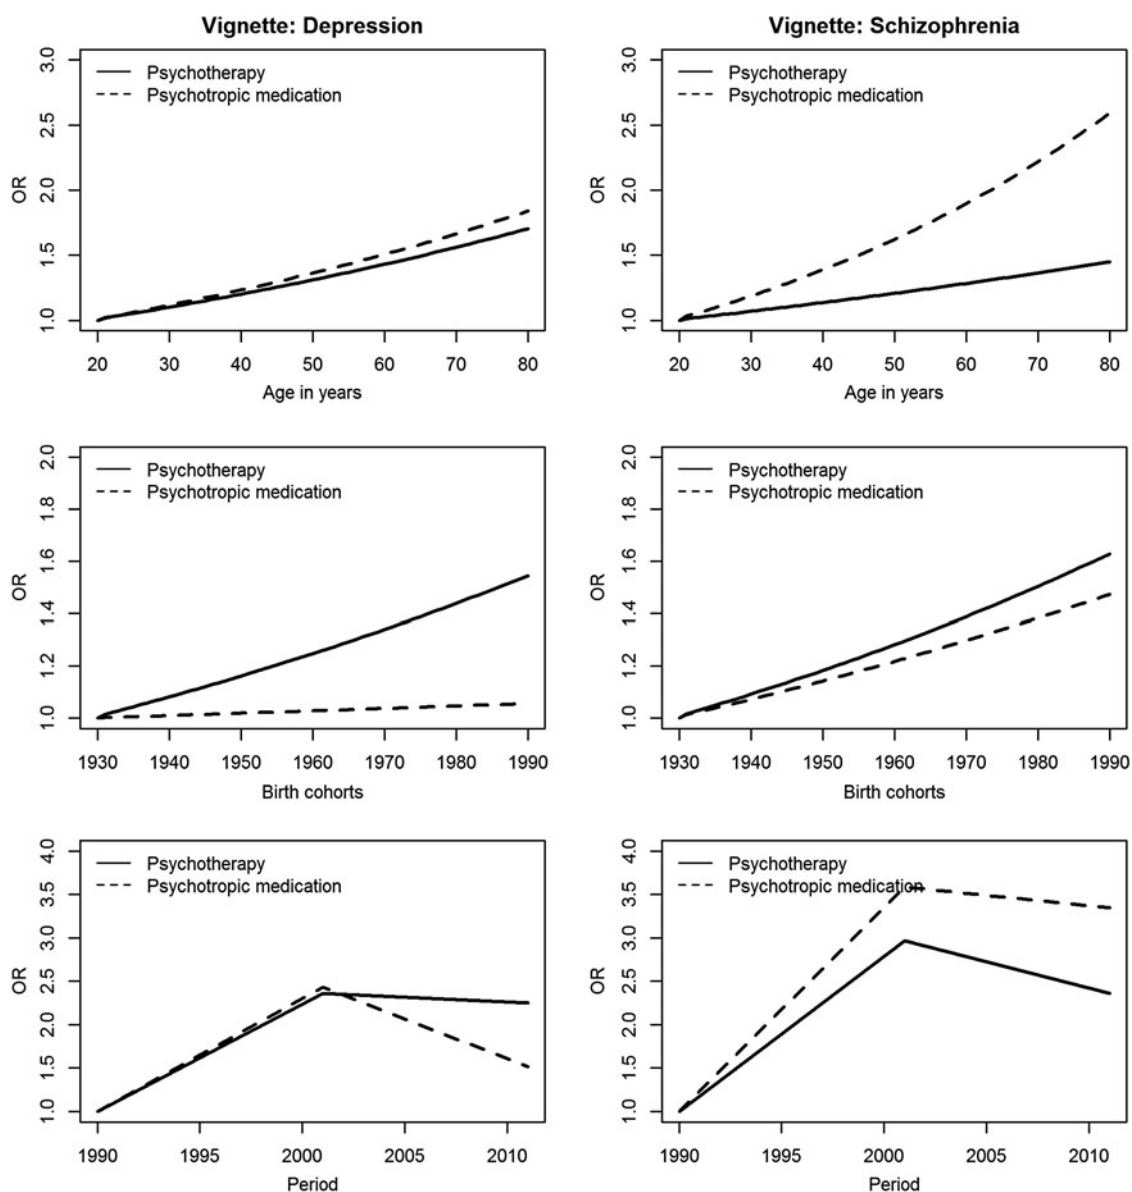 Vignette: Depression
OR
3.0
2.5
2.0
1.5
1.0
Psychotherapy
Psychotropic medication
20 30 40 50 60 70 80
Age in years
Vignette: Schizophrenia
OR
3.0
2.5
2.0
1.5
1.0
Psychotherapy
Psychotropic medication
20 30 40 50 60 70 80
Age in years
OR
2.0
1.8
1.6
1.4
1.2
1.0
Psychotherapy
Psychotropic medication
1930 1940 1950 1960 1970 1980 1990
Birth cohorts
OR
2.0
1.8
1.6
1.4
1.2
1.0
Psychotherapy
Psychotropic medication
1930 1940 1950 1960 1970 1980 1990
Birth cohorts
OR
4.0
3.5
3.0
2.5
2.0
1.5
1.0
Psychotherapy
Psychotropic medication
1990 1995 2000 2005 2010
Period
OR
4.0
3.5
3.0
2.5
2.0
1.5
1.0
Psychotherapy
Psychotropic medication
1990 1995 2000 2005 2010
Period